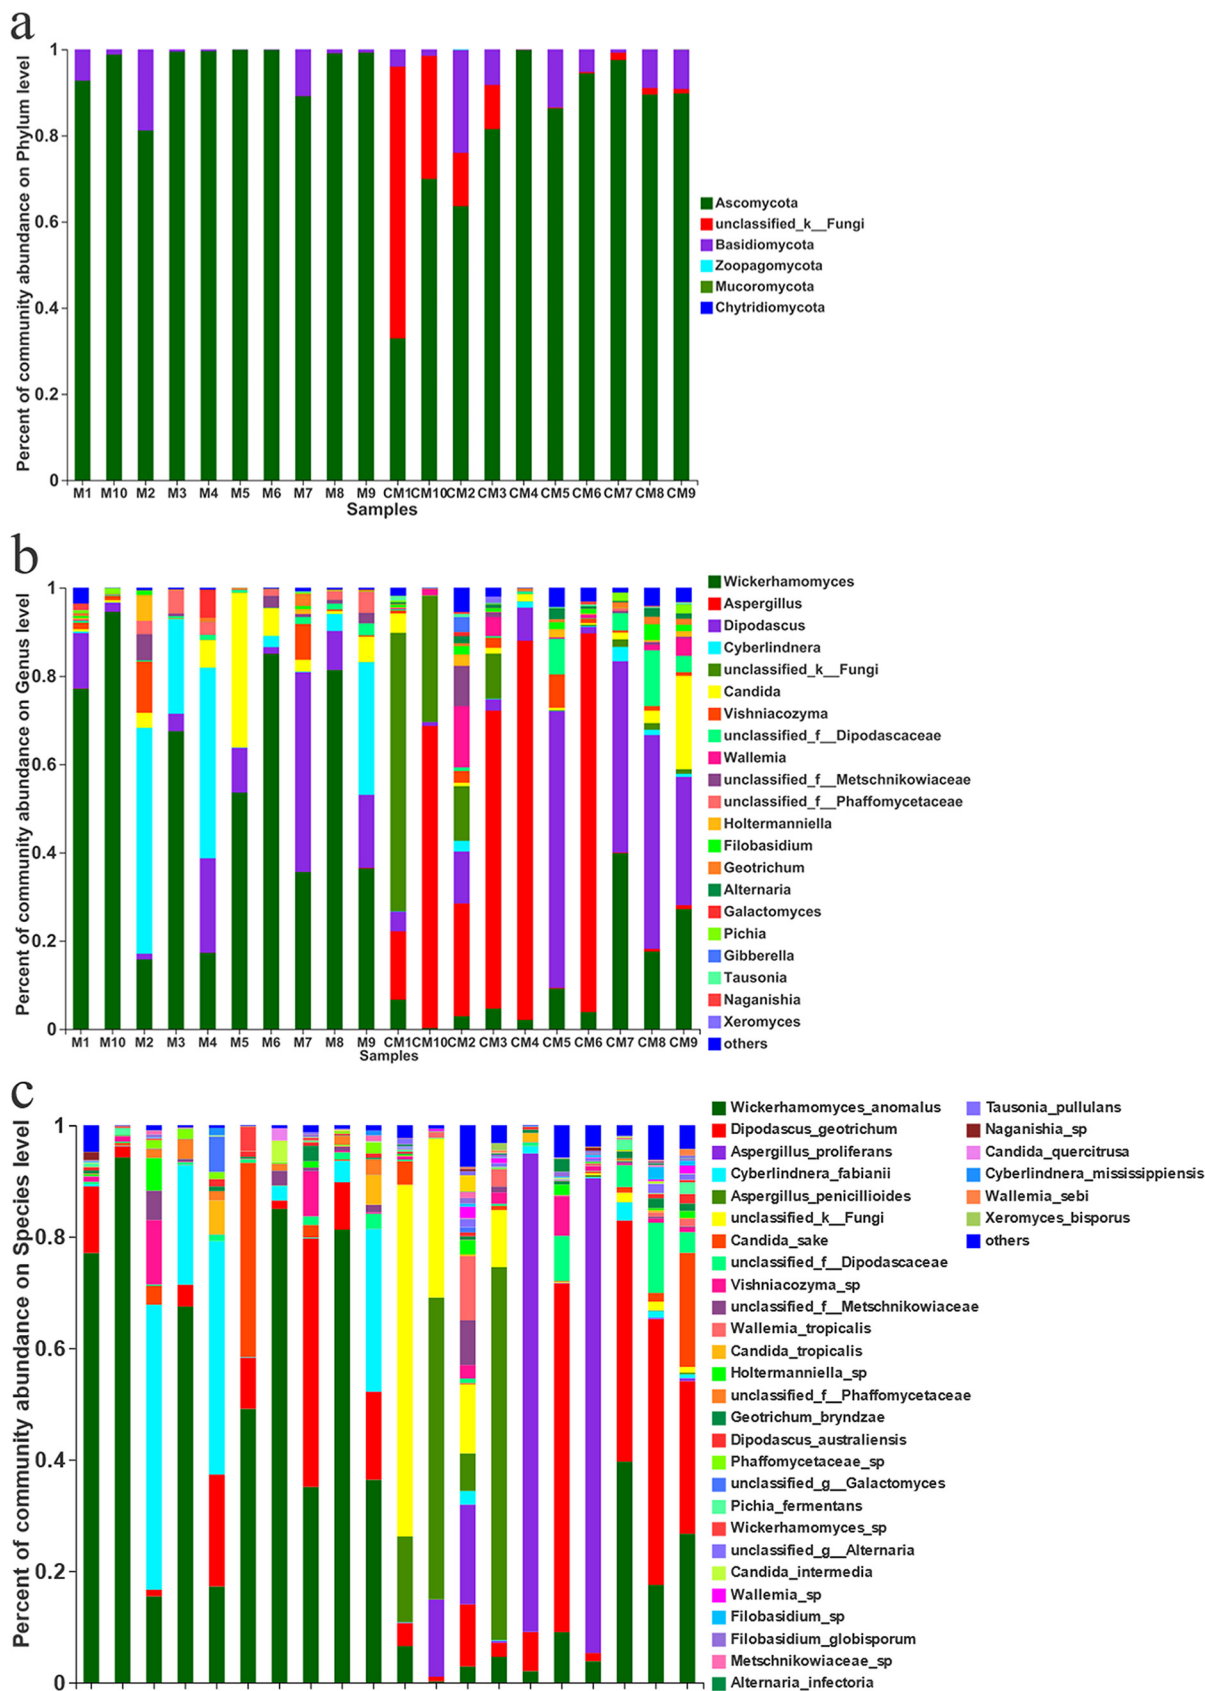 a
Percent of community abundance on Phylum level
1
0.8
0.6
0.4
0.2
0
M1 M10 M2 M3 M4 M5 M6 M7 M8 M9 CM1 CM10 CM2 CM3 CM4 CM5 CM6 CM7 CM8 CM9
Samples
Ascomycota
unclassified_k__Fungi
Basidiomycota
Zoopagomycota
Mucoromycota
Chytridiomycota
b
Percent of community abundance on Genus level
1
0.8
0.6
0.4
0.2
0
M1 M10 M2 M3 M4 M5 M6 M7 M8 M9 CM1 CM10 CM2 CM3 CM4 CM5 CM6 CM7 CM8 CM9
Samples
Wickerhamomyces
Aspergillus
Dipodascus
Cyberlindnera
unclassified_k__Fungi
Candida
Vishniacozyma
unclassified_f__Dipodascaceae
Wallemia
unclassified_f__Metschnikowiaceae
unclassified_f__Phaffomycetaceae
Holtermanniella
Filobasidium
Geotrichum
Alternaria
Galactomyces
Pichia
Gibberella
Tausonia
Naganishia
Xeromyces
others
c
Percent of community abundance on Species level
1
0.8
0.6
0.4
0.2
0
Wickerhamomyces_anomalus
Dipodascus_geotrichum
Aspergillus_proliferans
Cyberlindnera_fabianii
Aspergillus_penicillioides
unclassified_k__Fungi
Candida_sake
unclassified_f__Dipodascaceae
Vishniacozyma_sp
unclassified_f__Metschnikowiaceae
Wallemia_tropicalis
Candida_tropicalis
Holtermanniella_sp
unclassified_f__Phaffomycetaceae
Geotrichum_bryndzae
Dipodascus_australiensis
Phaffomycetaceae_sp
unclassified_g__Galactomyces
Pichia_fermentans
Wickerhamomyces_sp
unclassified_g__Alternaria
Candida_intermedia
Wallemia_sp
Filobasidium_sp
Filobasidium_globisporum
Metschnikowiaceae_sp
Alternaria_infectoria
Tausonia_pullulans
Naganishia_sp
Candida_quercitrusa
Cyberlindnera_mississippiensis
Wallemia_sebi
Xeromyces_bisporus
others